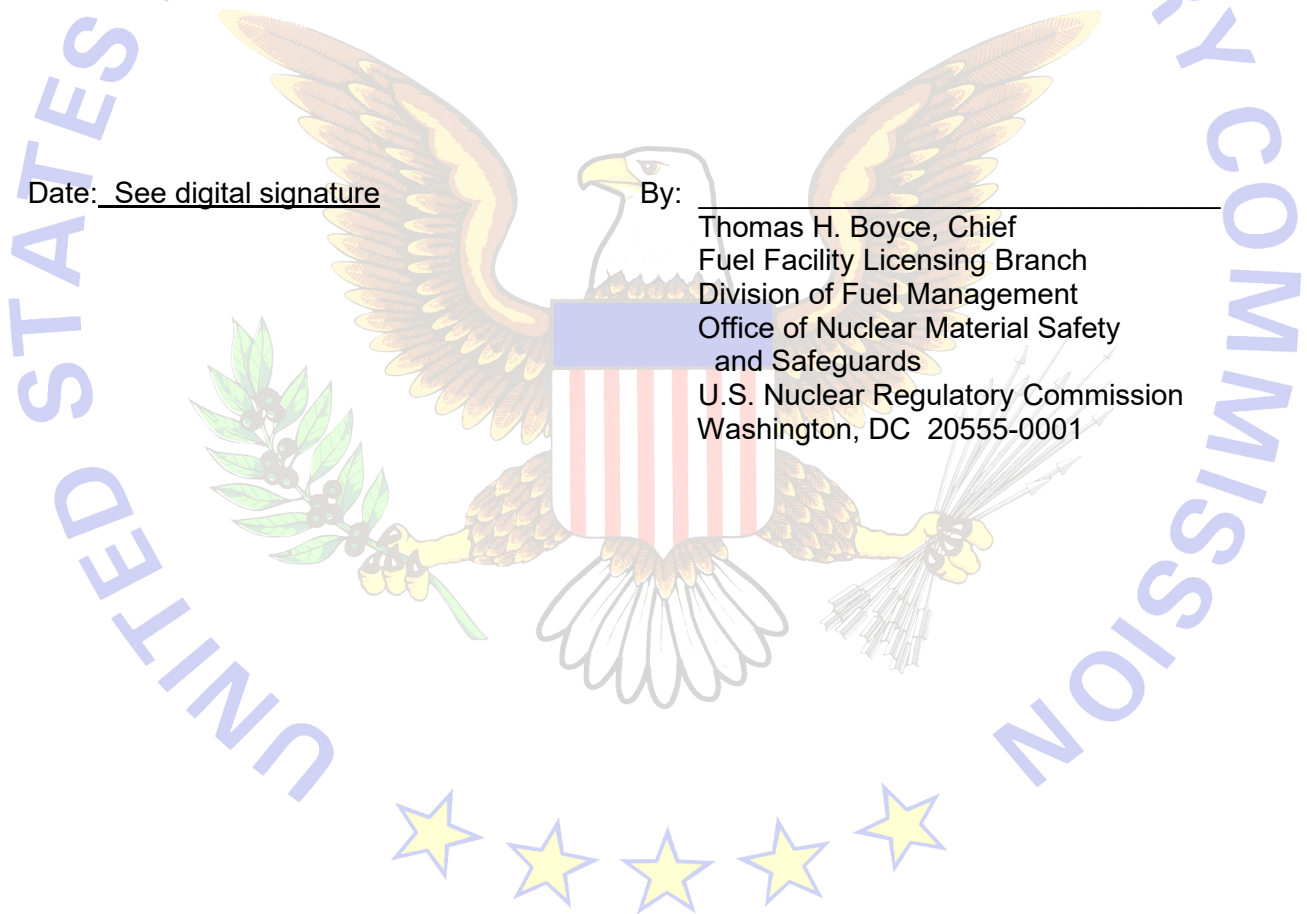 Date: See digital signature
By:
Thomas H. Boyce, Chief
Fuel Facility Licensing Branch
Division of Fuel Management
Office of Nuclear Material Safety
and Safeguards
U.S. Nuclear Regulatory Commission
Washington, DC 20555-0001
UNITED STATES
COMMISSION